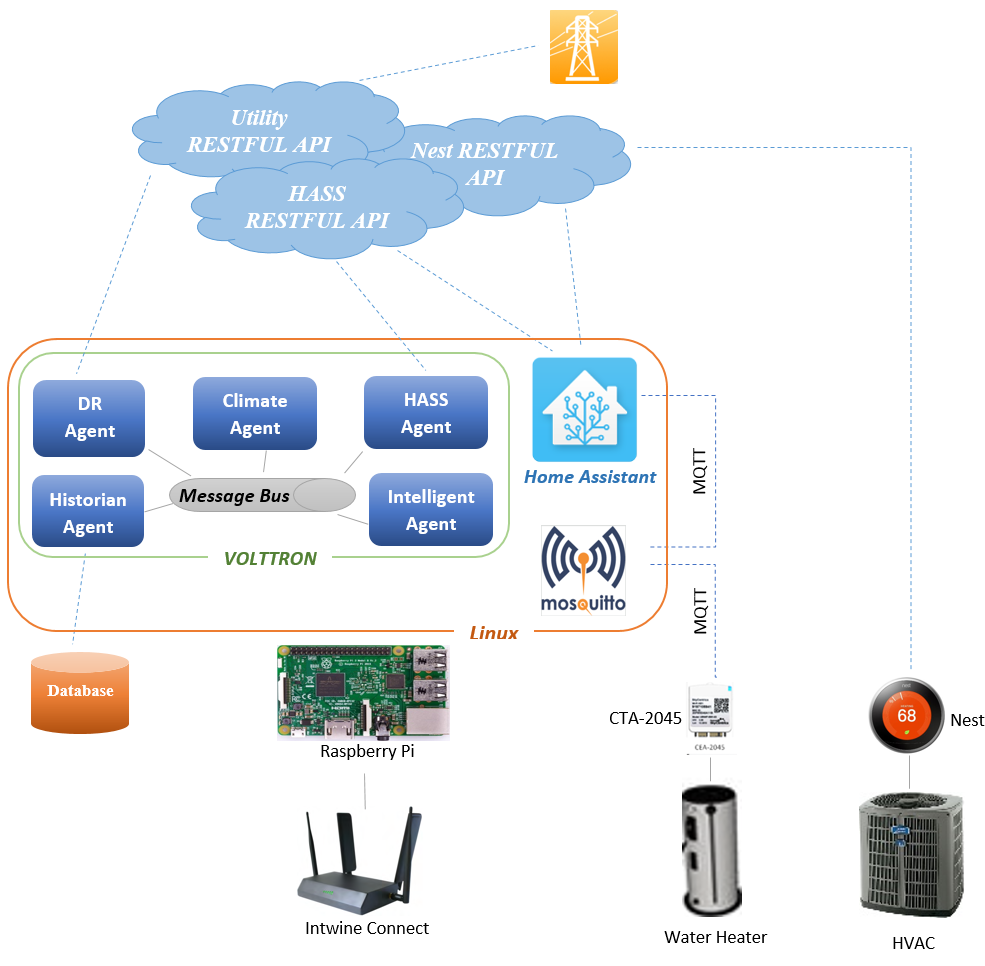 Utility
RESTFUL API
Nest RESTFUL
API
HASS
RESTFUL API
DR
Agent
Climate
Agent
HASS
Agent
Home Assistant
Message Bus
Historian
Agent
Intelligent
Agent
VOLTTRON
MQTT
mosquitto
MQTT
Linux
Database
Raspberry Pi
CTA-2045
CEA-2045
68
Nest
Intwine Connect
Water Heater
HVAC